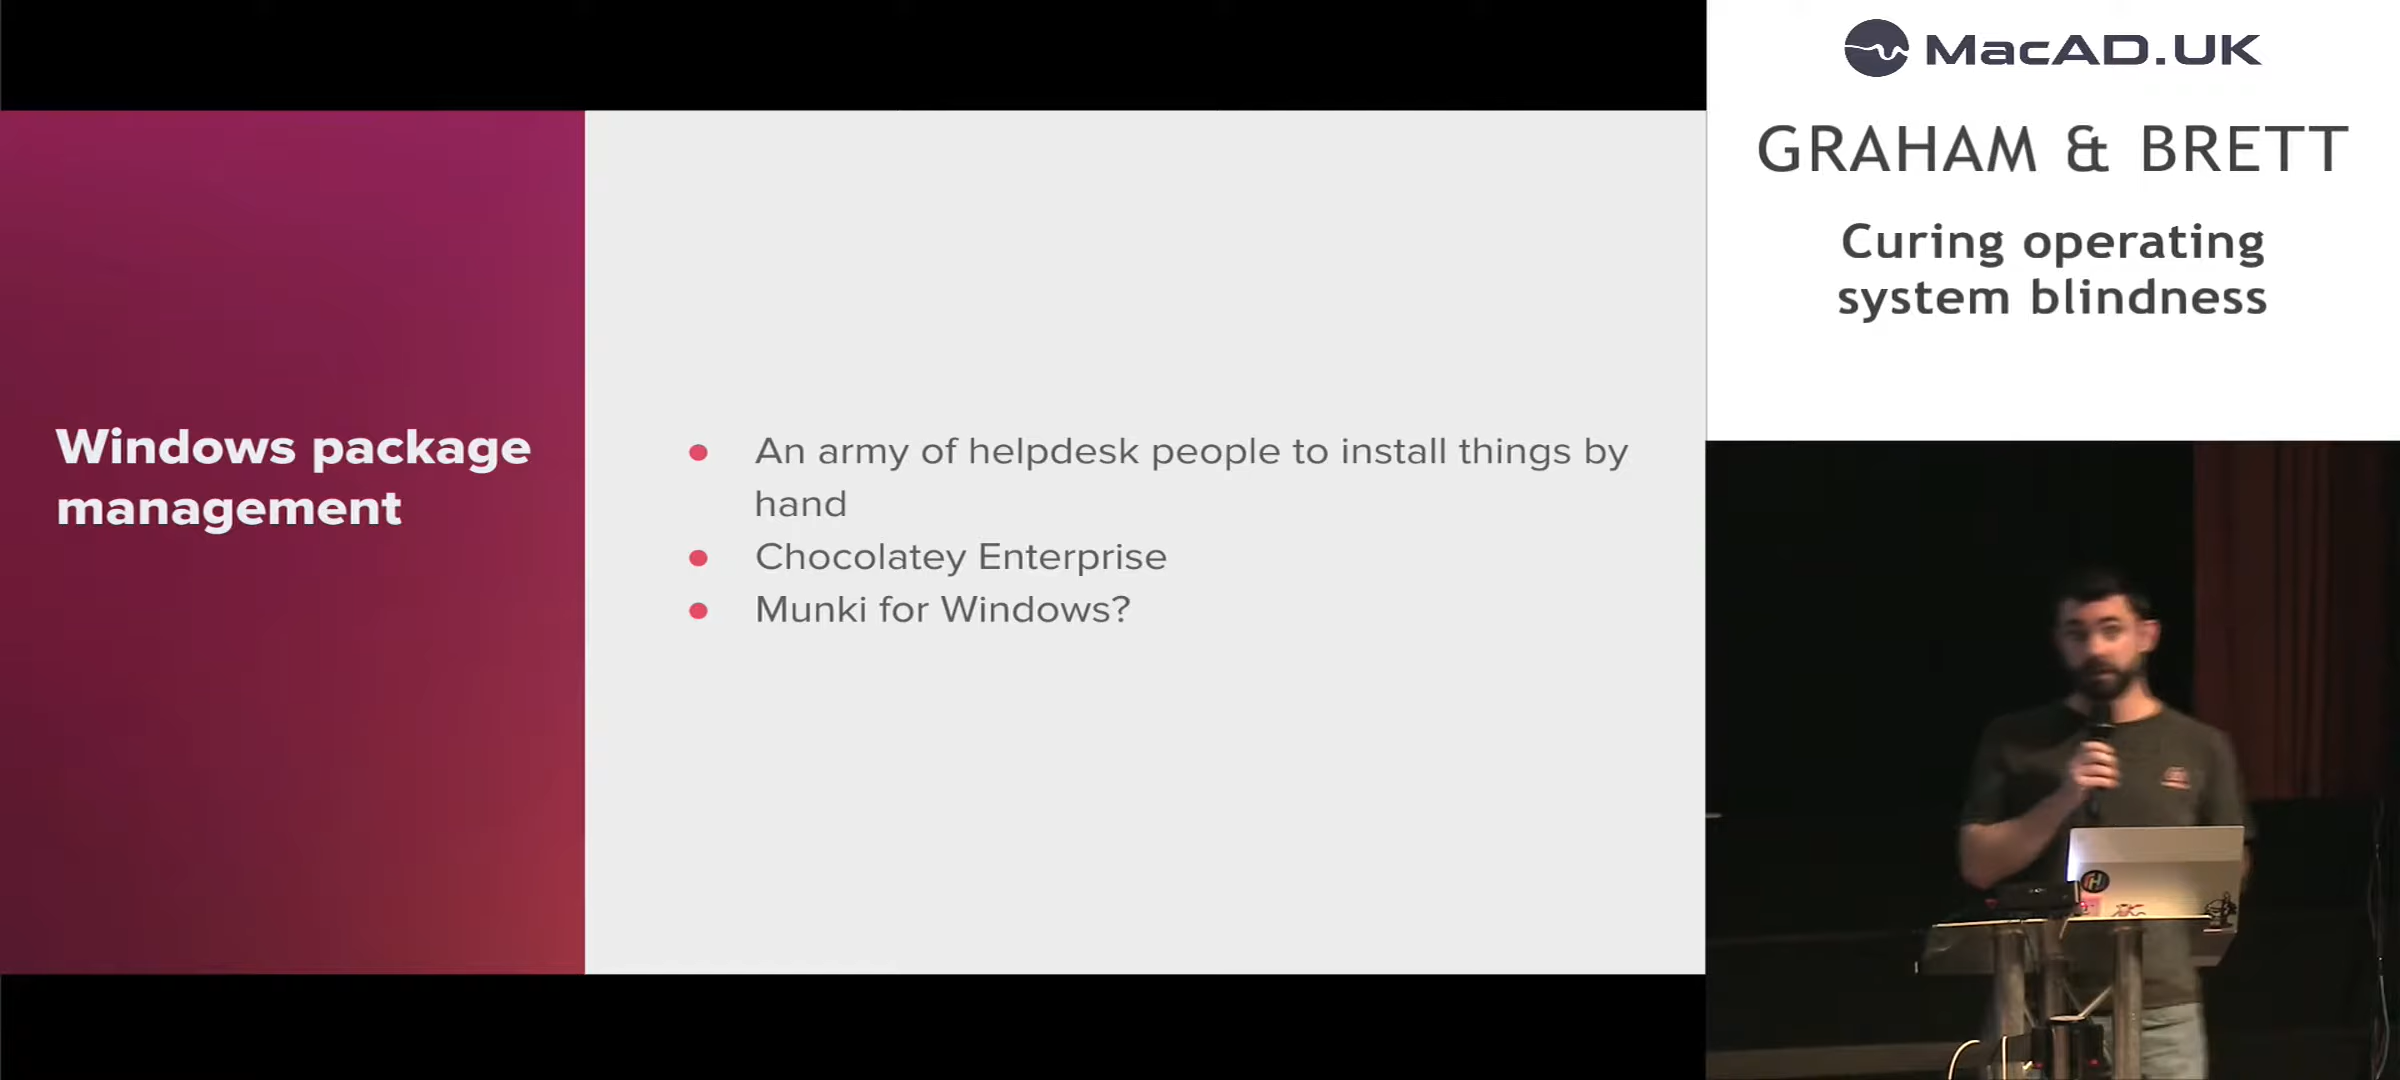 MacAD.UK
GRAHAM & BRETT
Curing operating
system blindness
Windows package
management
● An army of helpdesk people to install things by
hand
● Chocolatey Enterprise
● Munki for Windows?